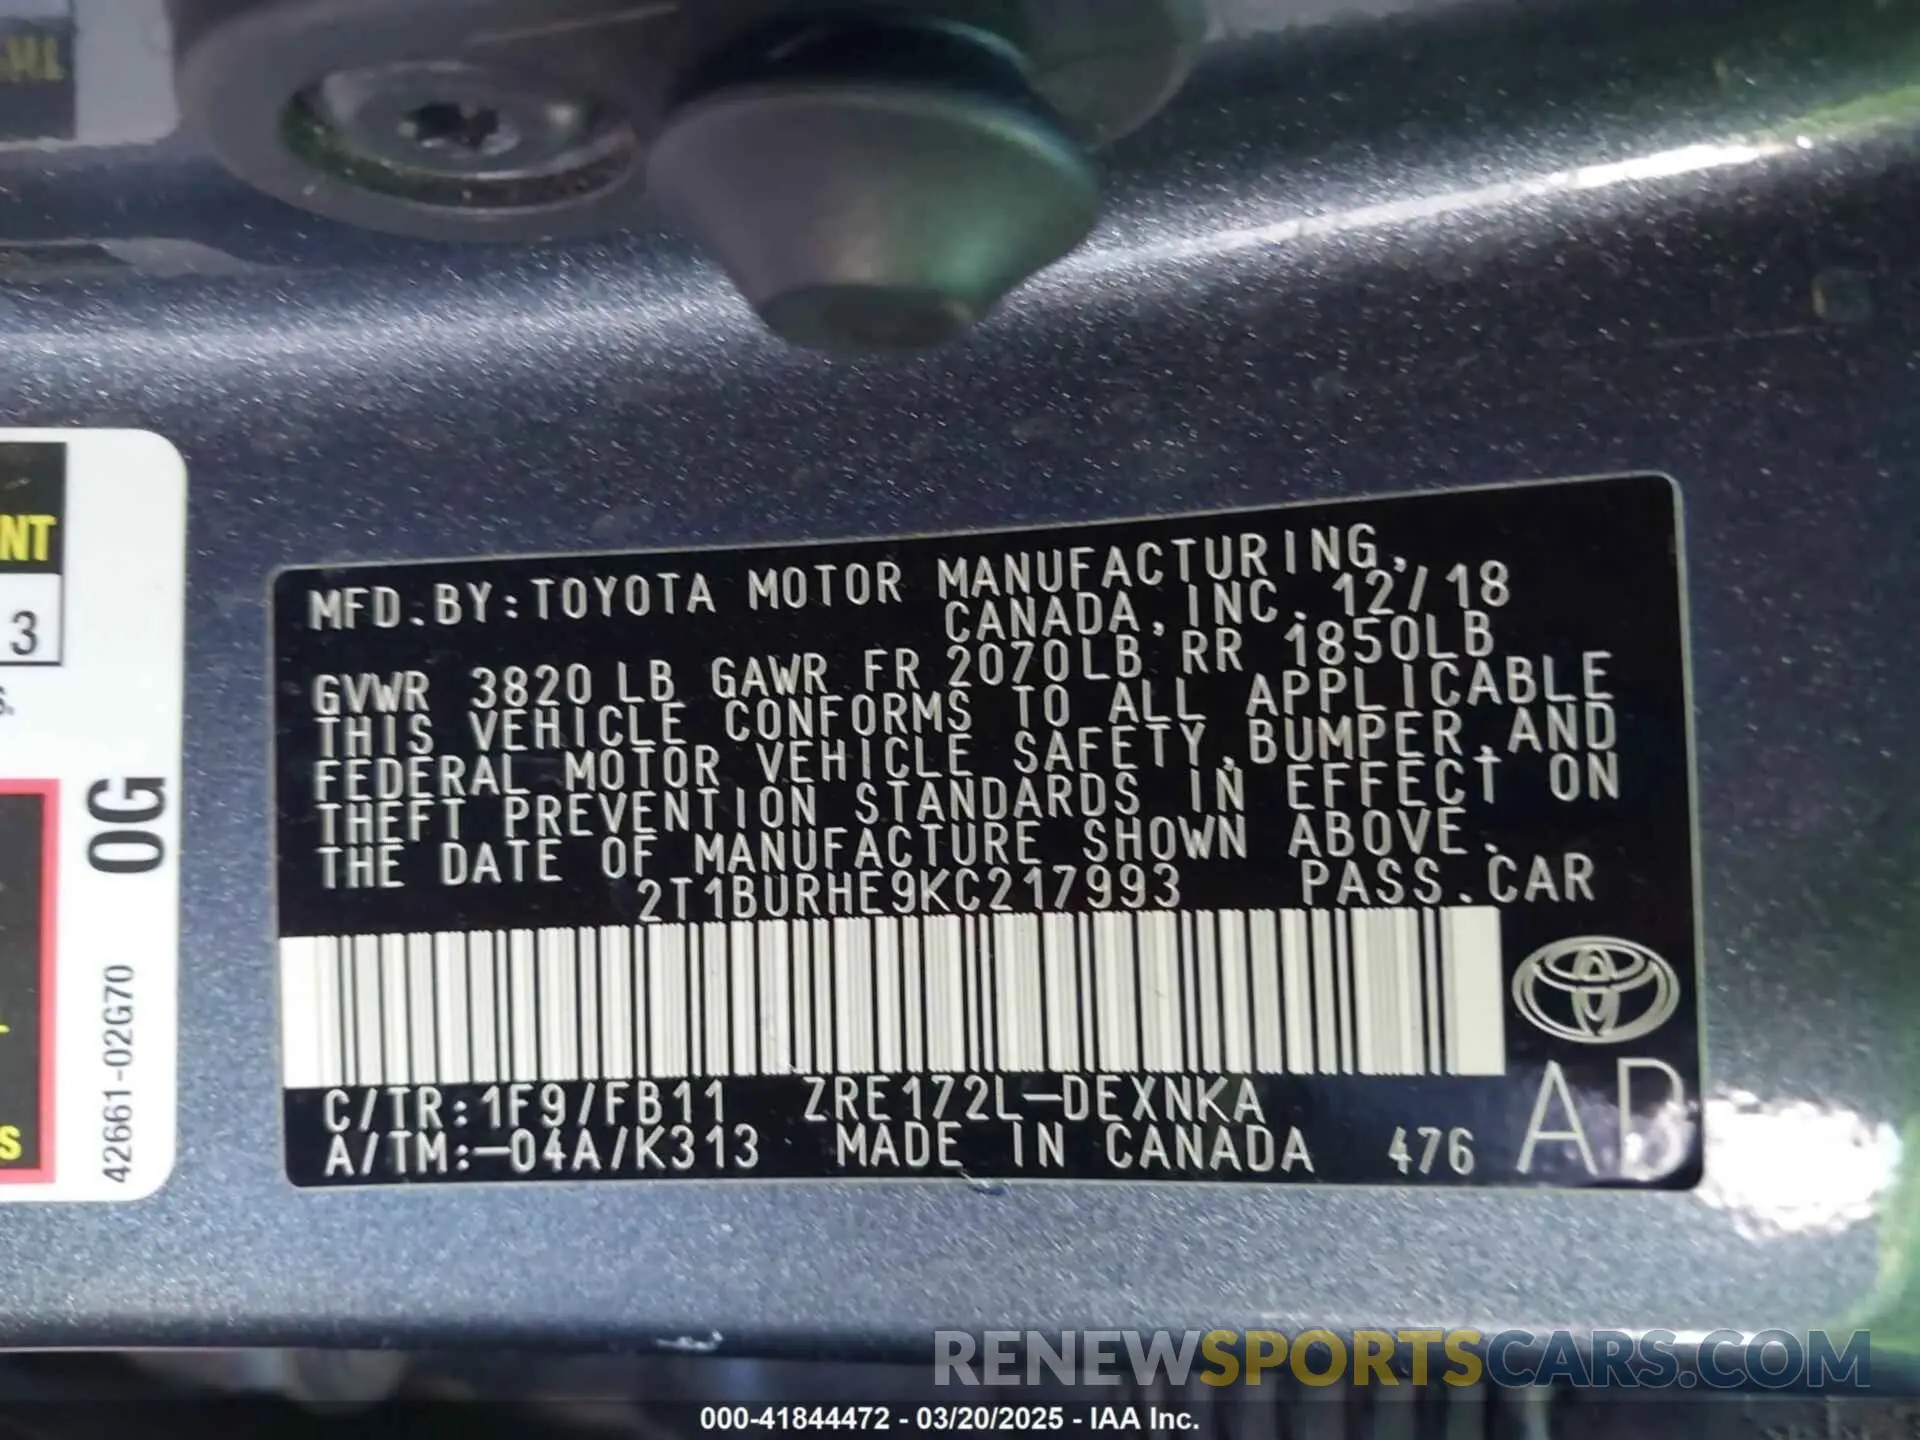 NT
3
S.
0G
42661-02G70
S
MFD.BY:TOYOTA MOTOR MANUFACTURING,
CANADA,INC. 12/18
GVWR 3820LB GAWR FR 2070LB RR 1850LB
THIS VEHICLE CONFORMS TO ALL APPLICABLE
FEDERAL MOTOR VEHICLE SAFETY,BUMPER,AND
THEFT PREVENTION STANDARDS IN EFFECT ON
THE DATE OF MANUFACTURE SHOWN ABOVE.
2T1BURHE9KC217993 PASS.CAR
C/TR:1F9/FB11 ZRE172L-DEXNKA
A/TM:-04A/K313 MADE IN CANADA 476
AD
RENEWSPORTSCARS.COM
000-41844472 - 03/20/2025 - IAA Inc.